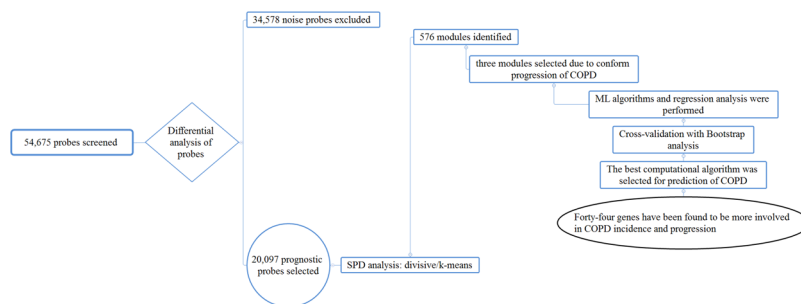 54,675 probes screened
Differential
analysis of
probes
34,578 noise probes excluded
20,097 prognostic
probes selected
SPD analysis: divisive/k-means
576 modules identified
three modules selected due to conform
progression of COPD
ML algorithms and regression analysis were
performed
Cross-validation with Bootstrap
analysis
The best computational algorithm was
selected for prediction of COPD
Forty-four genes have been found to be more involved
in COPD incidence and progression